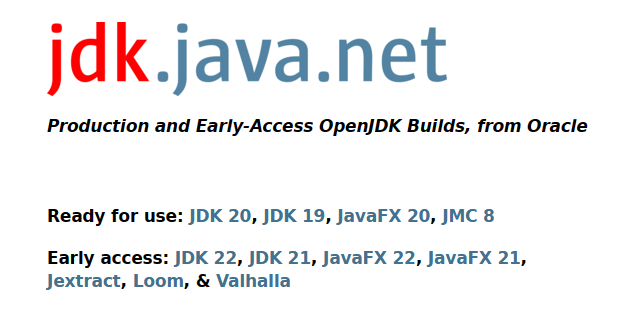 jdk.java.net
Production and Early-Access OpenJDK Builds, from Oracle
Ready for use: JDK 20, JDK 19, JavaFX 20, JMC 8
Early access: JDK 22, JDK 21, JavaFX 22, JavaFX 21,
Jextract, Loom, & Valhalla